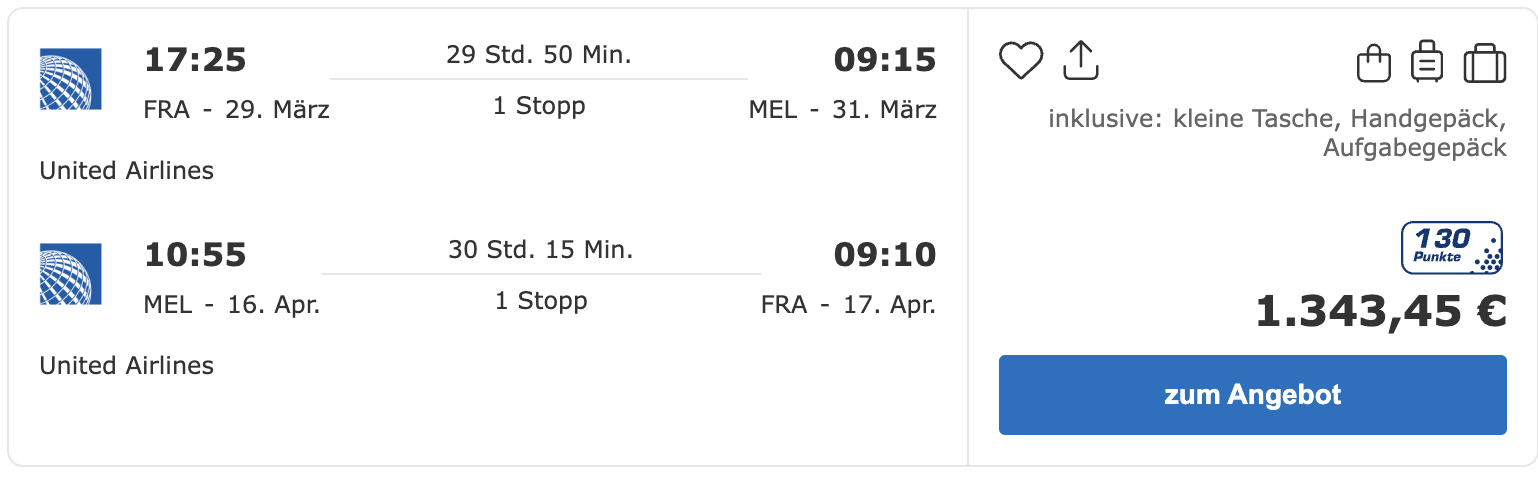 17:25
29 Std. 50 Min.
09:15
FRA - 29. März
1 Stopp
MEL - 31. März
United Airlines
10:55
30 Std. 15 Min.
09:10
MEL - 16. Apr.
1 Stopp
FRA - 17. Apr.
United Airlines
inklusive: kleine Tasche, Handgepäck,
Aufgabegepäck
130
Punkte
1.343,45 €
zum Angebot